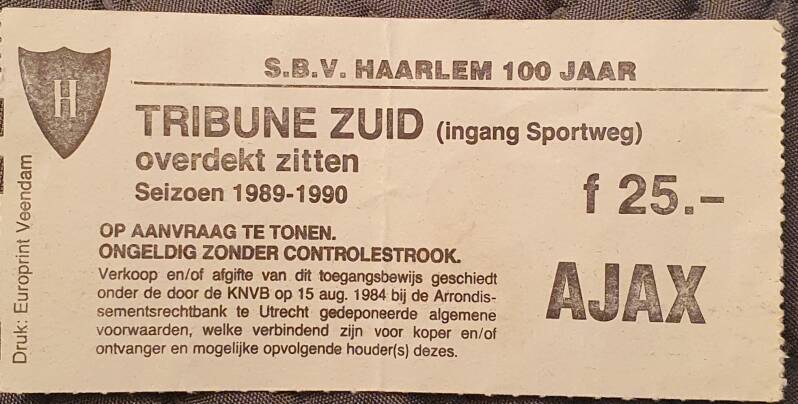 H
S.B.V. HAARLEM 100 JAAR
TRIBUNE ZUID (ingang Sportweg)
overdekt zitten
Seizoen 1989-1990
f 25.-
OP AANVRAAG TE TONEN.
ONGELDIG ZONDER CONTROLESTROOK.
Verkoop en/of afgifte van dit toegangsbewijs geschiedt
onder de door de KNVB op 15 aug. 1984 bij de Arrondis-
sementsrechtbank te Utrecht gedeponeerde algemene
voorwaarden, welke verbindend zijn voor koper en/of
ontvanger en mogelijke opvolgende houder(s) dezes.
AJAX
Druk: Europrint Veendam